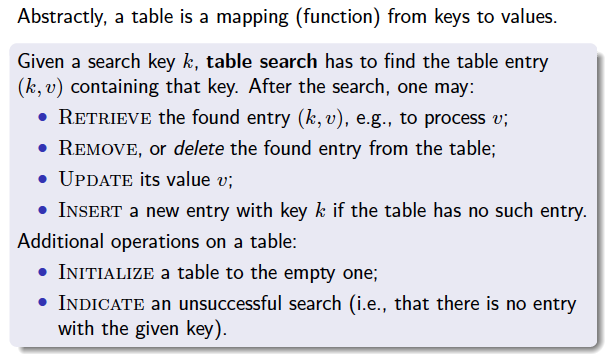 Abstractly, a table is a mapping (function) from keys to values.
Given a search key k, table search has to find the table entry
(k, v) containing that key. After the search, one may:
• RETRIEVE the found entry (k, v), e.g., to process v;
• REMOVE, or delete the found entry from the table;
• UPDATE its value v;
• INSERT a new entry with key k if the table has no such entry.
Additional operations on a table:
• INITIALIZE a table to the empty one;
• INDICATE an unsuccessful search (i.e., that there is no entry
with the given key).